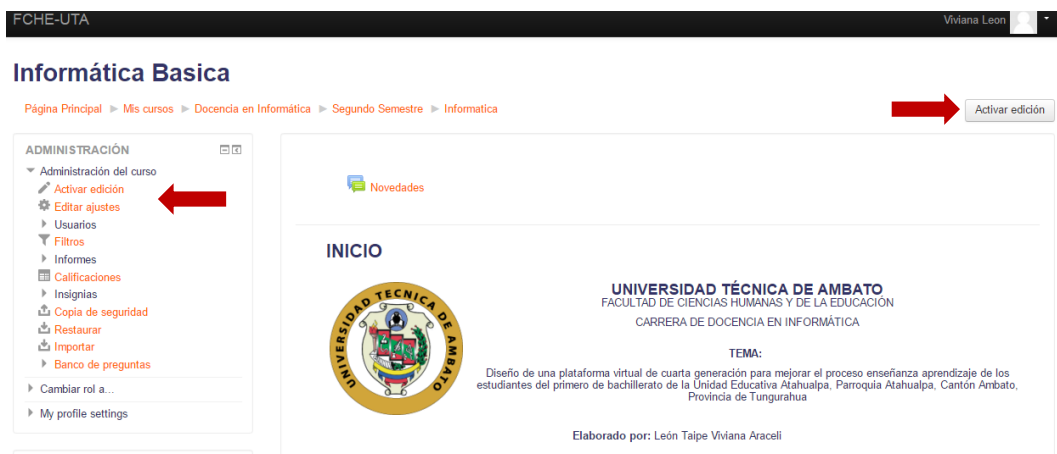 FCHE-UTA
Viviana Leon
Informática Basica
Página Principal
Mis cursos
Docencia en Informática
Segundo Semestre
Informatica
Activar edición
ADMINISTRACIÓN
Administración del curso
Activar edición
Editar ajustes
Usuarios
Filtros
Informes
Calificaciones
Insignias
Copia de seguridad
Restaurar
Importar
Banco de preguntas
Cambiar rol a...
My profile settings
Novedades
INICIO
UNIVERSIDAD TECNICA DE AMBATO
UNIVERSIDAD TÉCNICA DE AMBATO
FACULTAD DE CIENCIAS HUMANAS Y DE LA EDUCACIÓN
CARRERA DE DOCENCIA EN INFORMÁTICA
TEMA:
Diseño de una plataforma virtual de cuarta generación para mejorar el proceso enseñanza aprendizaje de los
estudiantes del primero de bachillerato de la Unidad Educativa Atahualpa, Parroquia Atahualpa, Cantón Ambato,
Provincia de Tungurahua
Elaborado por: León Taipe Viviana Araceli